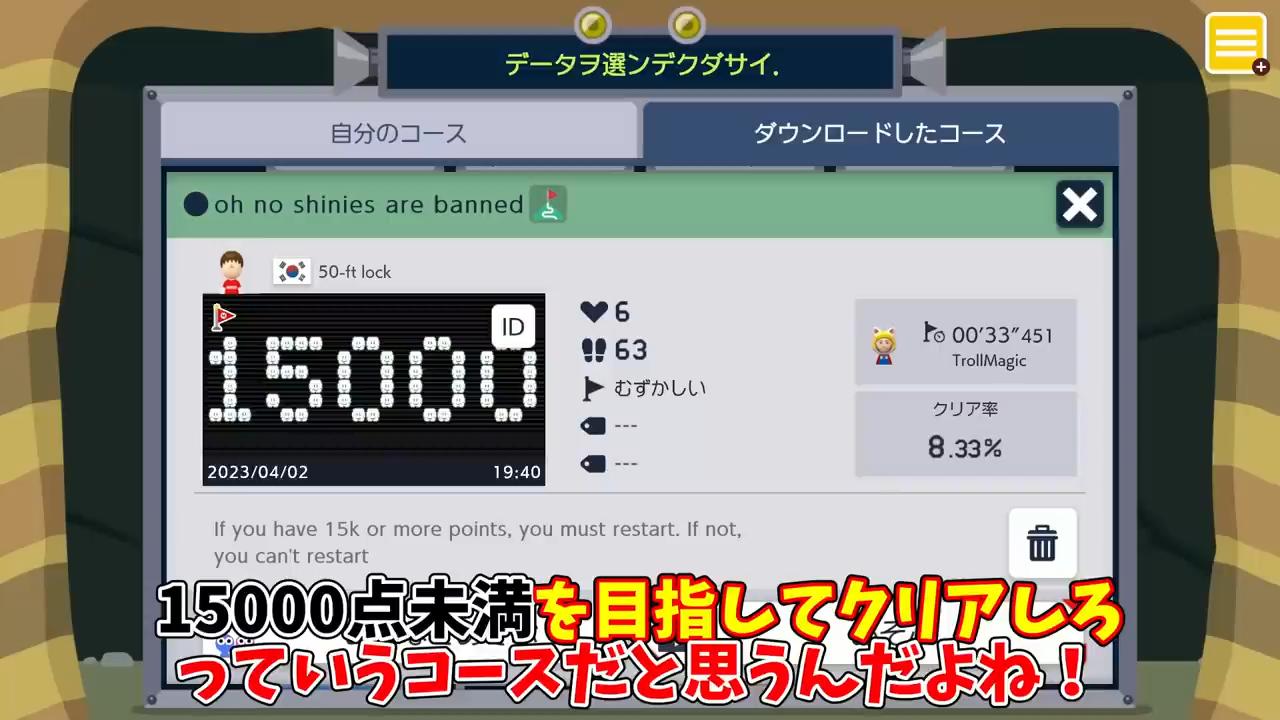 データヲ選ンデクダサイ.
自分のコース
ダウンロードしたコース
oh no shinies are banned
50-ft lock
ID
15000
2023/04/02 19:40
6
63
むずかしい
---
---
00'33"451
TrollMagic
クリア率
8.33%
If you have 15k or more points, you must restart. If not,
you can't restart
15000点未満を目指してクリアしろ
っていうコースだと思うんだよね！